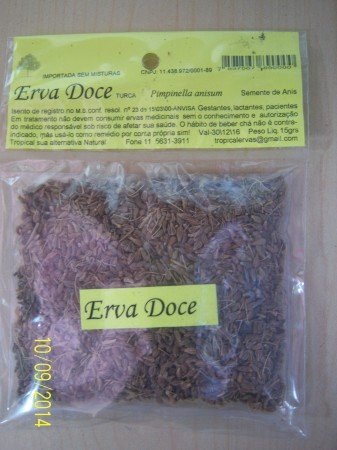 IMPORTADA SEM MISTURAS CNPJ: 11.438.972/0001-89
Erva Doce TURCA Pimpinella anisum Semente de Anis
Isento de registro no M.S.conf. resol. nº 23 de 15/03/00-ANVISA Gestantes, lactantes, pacientes
Em tratamento não devem consumir ervas medicinais sem o conhecimento e autorização
do médico responsável sob risco de afetar sua saúde. O hábito de beber chá não é contra-
indicado, mas usá-lo como remédio por conta própria sim! Val-30\12\16 Peso Liq 15grs
Tropical sua alternativa Natural Fone 11 5631-3911 tropicalervas@gmail.com
Erva Doce
10/09/2014